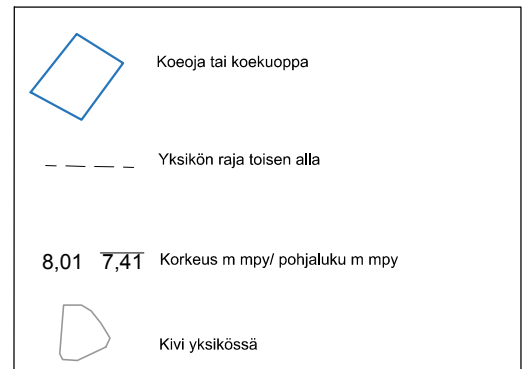 Koeoja tai koekuoppa
Yksikön raja toisen alla
8,01 7,41 Korkeus m mpy/ pohjaluku m mpy
Kivi yksikössä